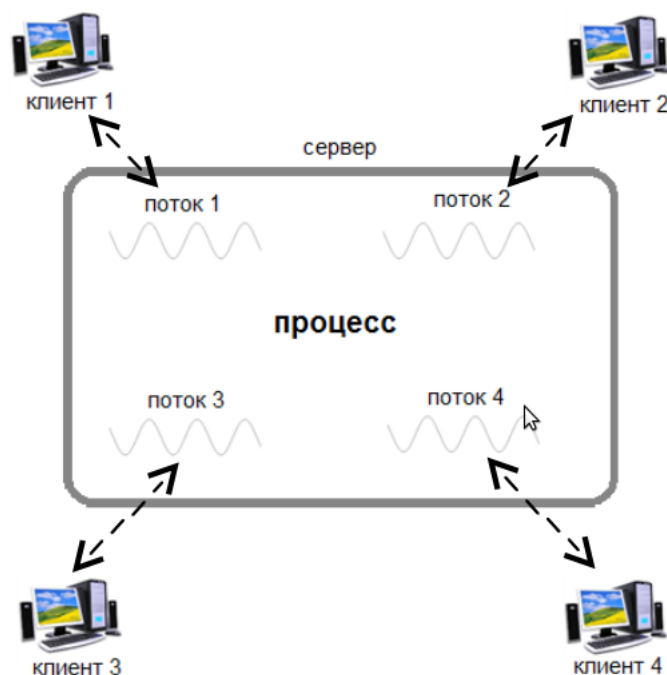 клиент 1
клиент 2
сервер
поток 1
поток 2
процесс
поток 3
поток 4
клиент 3
клиент 4